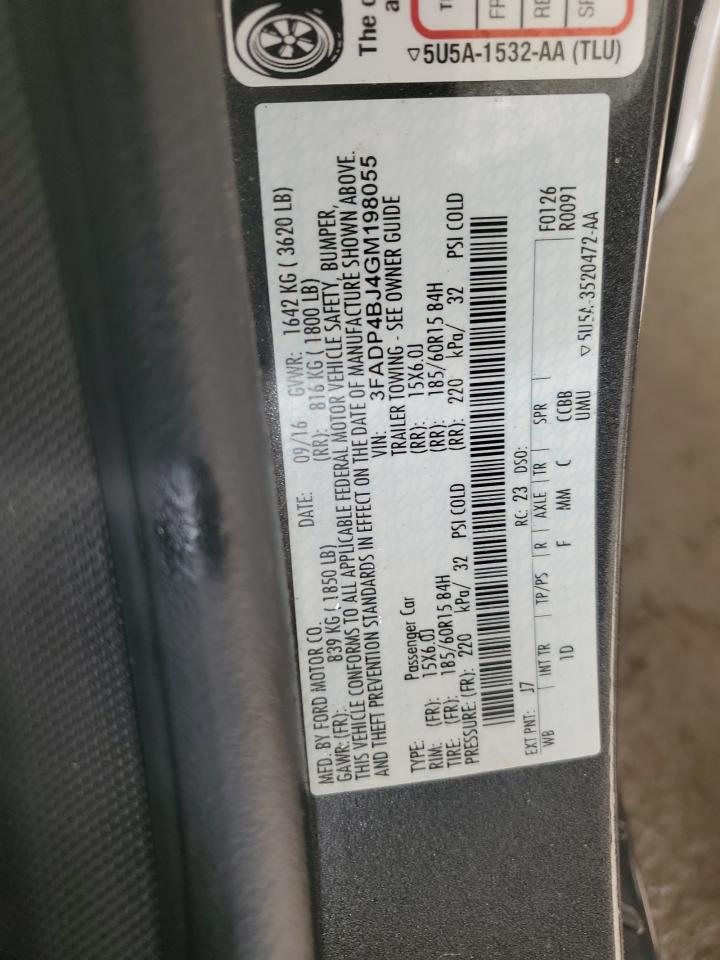 The
TI
FR
RE
SP
▽5U5A-1532-AA (TLU)
MFD. BY FORD MOTOR CO. DATE: 09/16 GVWR: 1642 KG ( 3620 LB)
GAWR: (FR): 839 KG ( 1850 LB) (RR): 816 KG ( 1800 LB)
THIS VEHICLE CONFORMS TO ALL APPLICABLE FEDERAL MOTOR VEHICLE SAFETY, BUMPER,
AND THEFT PREVENTION STANDARDS IN EFFECT ON THE DATE OF MANUFACTURE SHOWN ABOVE.
VIN: 3FADP4BJ4GM198055
TYPE: Passenger Car TRAILER TOWING - SEE OWNER GUIDE
RIM: (FR): 15X6.0J (RR): 15X6.0J
TIRE: (FR): 185/60R15 84H (RR): 185/60R15 84H
PRESSURE: (FR): 220 kPa/ 32 PSI COLD (RR): 220 kPa/ 32 PSI COLD
EXT PNT: J7 RC: 23 DSO: F0126
WB INT TR TP/PS R AXLE TR SPR R0091
1D F MM C CCBB
UMU ▽5U5A-3520472-AA